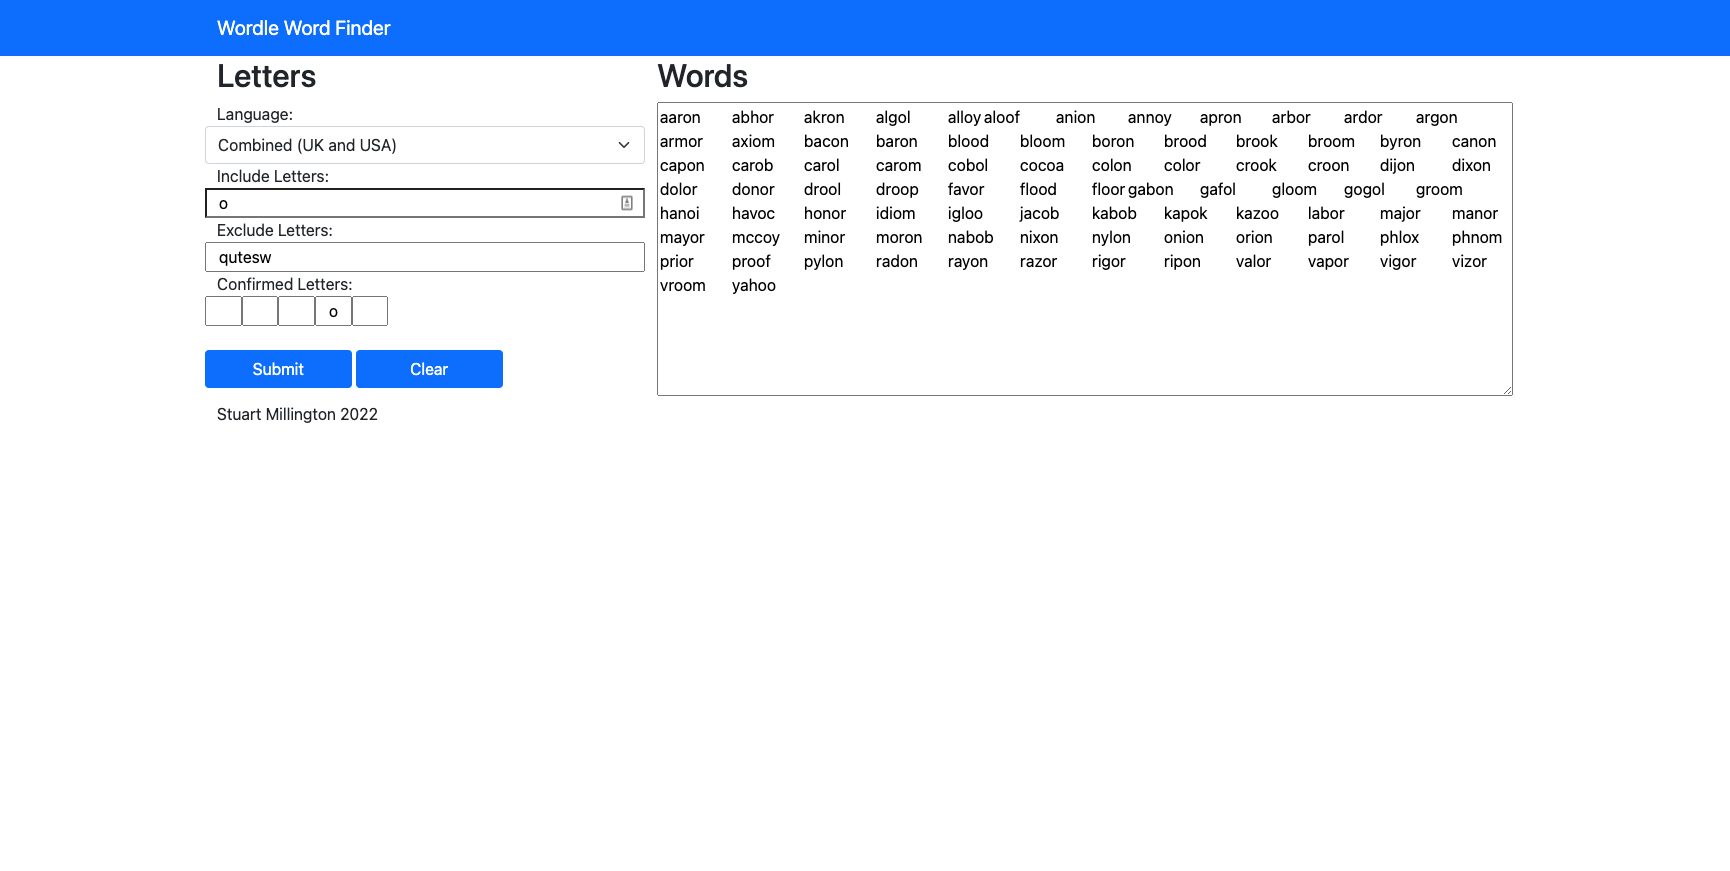 Wordle Word Finder
Letters
Language:
Combined (UK and USA)
Include Letters:
o
Exclude Letters:
qutesw
Confirmed Letters:
o
Submit Clear
Stuart Millington 2022
Words
aaron abhor akron algol alloy aloof anion annoy apron arbor ardor argon
armor axiom bacon baron blood bloom boron brood brook broom byron canon
capon carob carol carom cobol cocoa colon color crook croon dijon dixon
dolor donor drool droop favor flood floor gabon gafol gloom gogol groom
hanoi havoc honor idiom igloo jacob kabob kapok kazoo labor major manor
mayor mccoy minor moron nabob nixon nylon onion orion parol phlox phnom
prior proof pylon radon rayon razor rigor ripon valor vapor vigor vizor
vroom yahoo